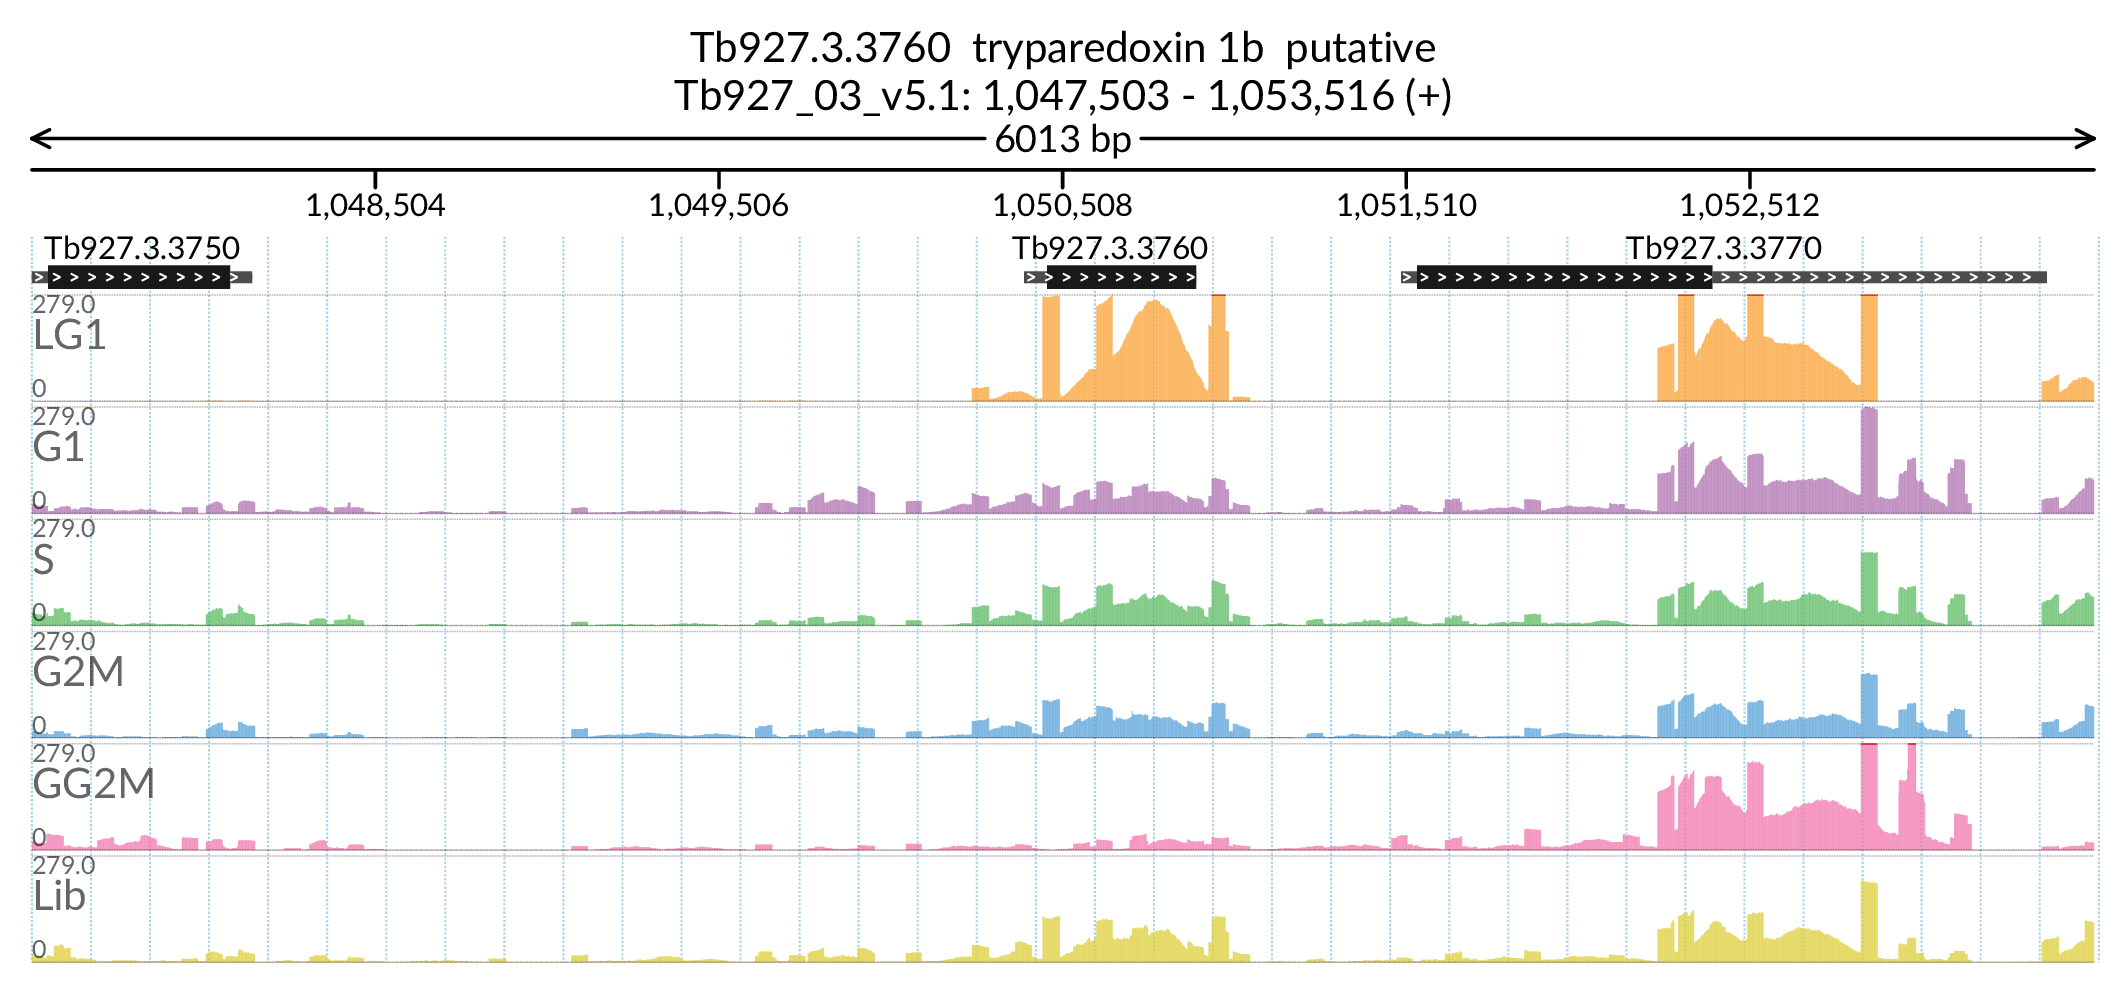 Tb927.3.3760  tryparedoxin 1b  putative
Tb927_03_v5.1: 1,047,503 - 1,053,516 (+)
6013 bp
1,048,504 1,049,506 1,050,508 1,051,510 1,052,512
Tb927.3.3750 Tb927.3.3760 Tb927.3.3770
279.0
LG1
0
279.0
G1
0
279.0
S
0
279.0
G2M
0
279.0
GG2M
0
279.0
Lib
0